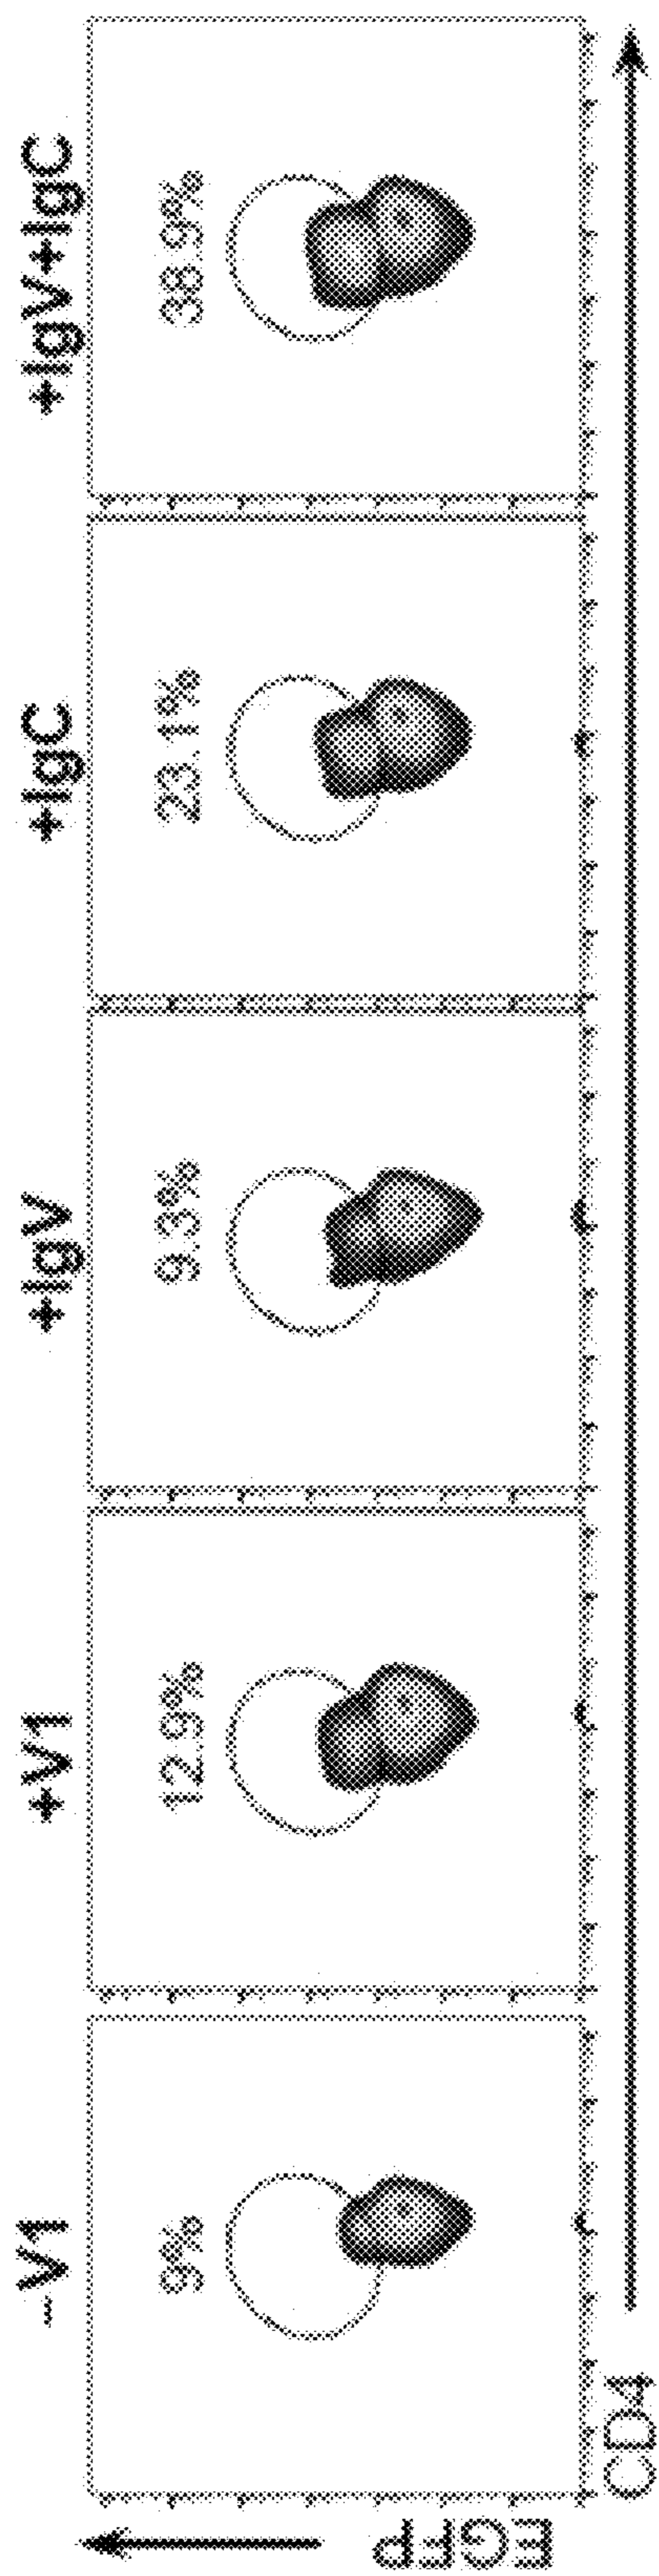 –V1
+V1
+IgV
+IgC
+IgV+IgC
9%
12.9%
9.3%
23.1%
38.9%
EGFP
CD4